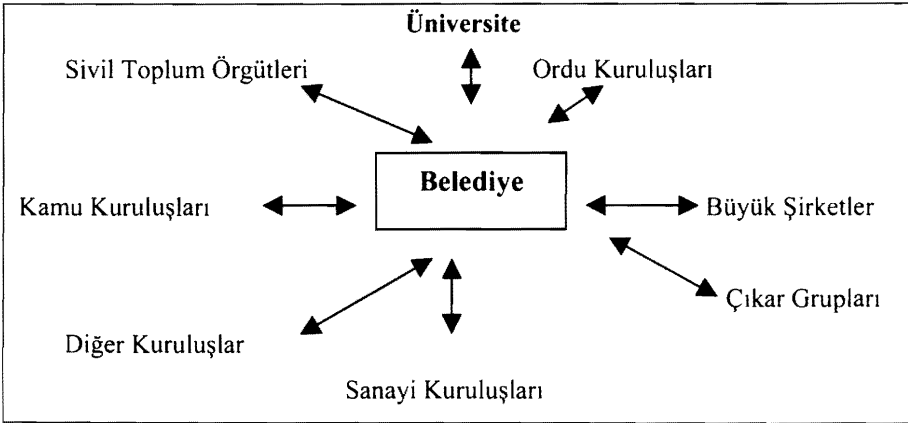 Üniversite
Sivil Toplum Örgütleri
Ordu Kuruluşları
Belediye
Kamu Kuruluşları
Büyük Şirketler
Çıkar Grupları
Diğer Kuruluşlar
Sanayi Kuruluşları